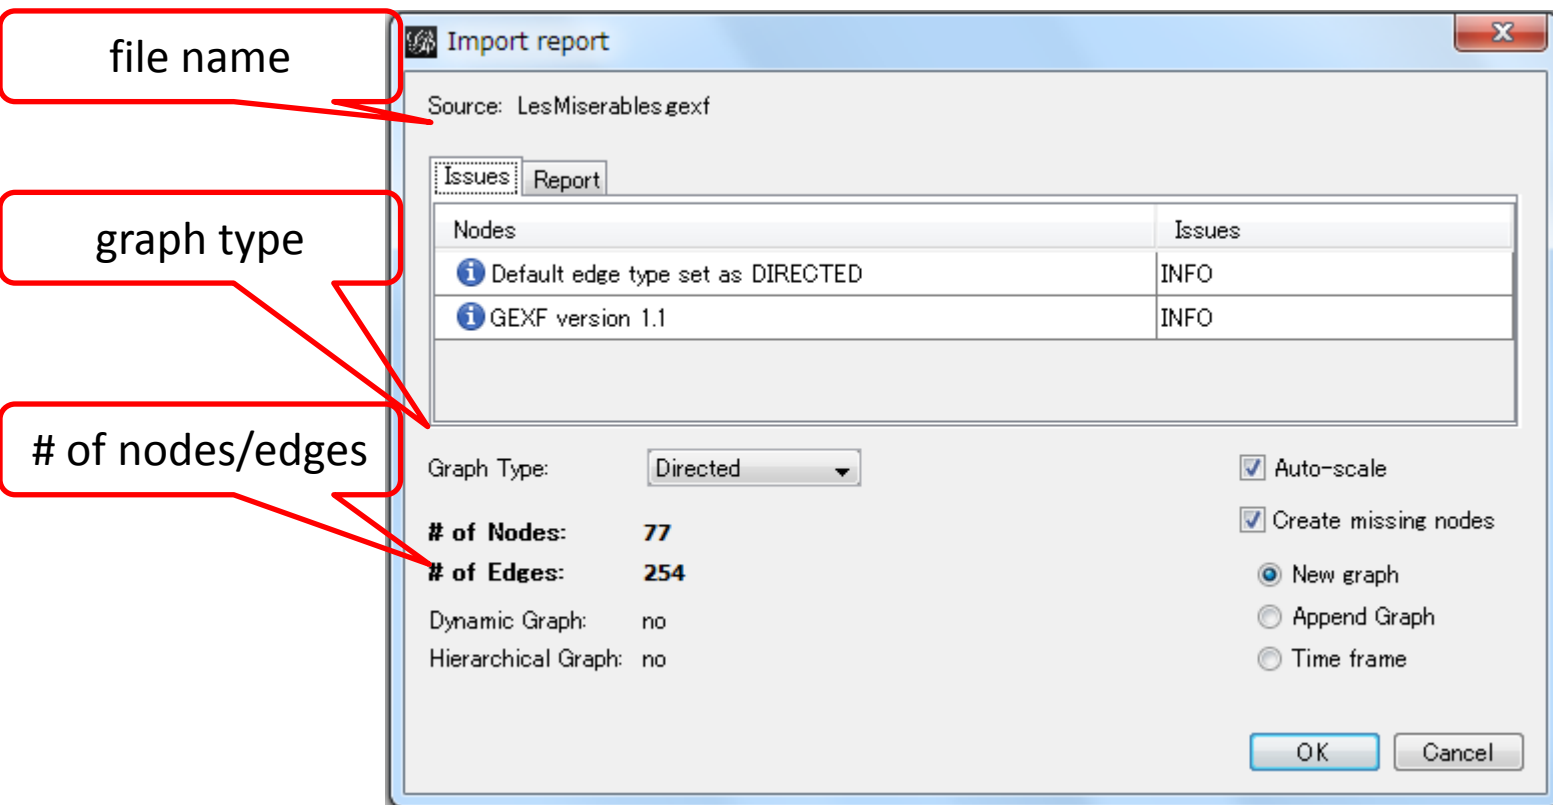 file name
graph type
# of nodes/edges
Import report
Source: LesMiserables.gexf
Issues Report
Nodes Issues
Default edge type set as DIRECTED INFO
GEXF version 1.1 INFO
Graph Type: Directed
# of Nodes: 77
# of Edges: 254
Dynamic Graph: no
Hierarchical Graph: no
Auto-scale
Create missing nodes
New graph
Append Graph
Time frame
OK Cancel